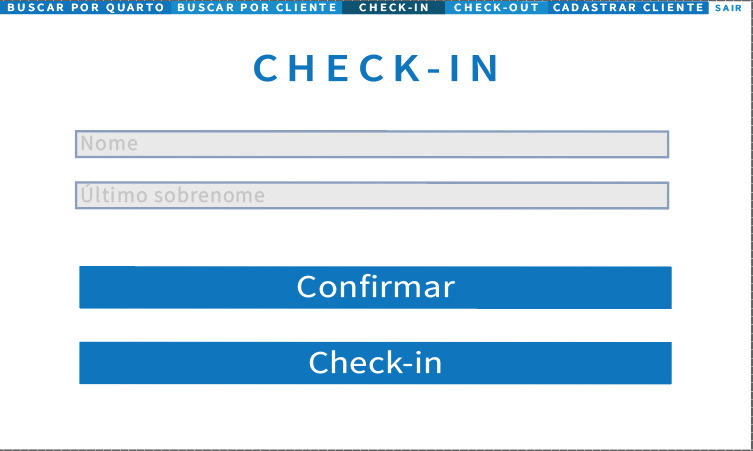 BUSCAR POR QUARTO BUSCAR POR CLIENTE CHECK-IN CHECK-OUT CADASTRAR CLIENTE SAIR
CHECK-IN
Nome
Último sobrenome
Confirmar
Check-in